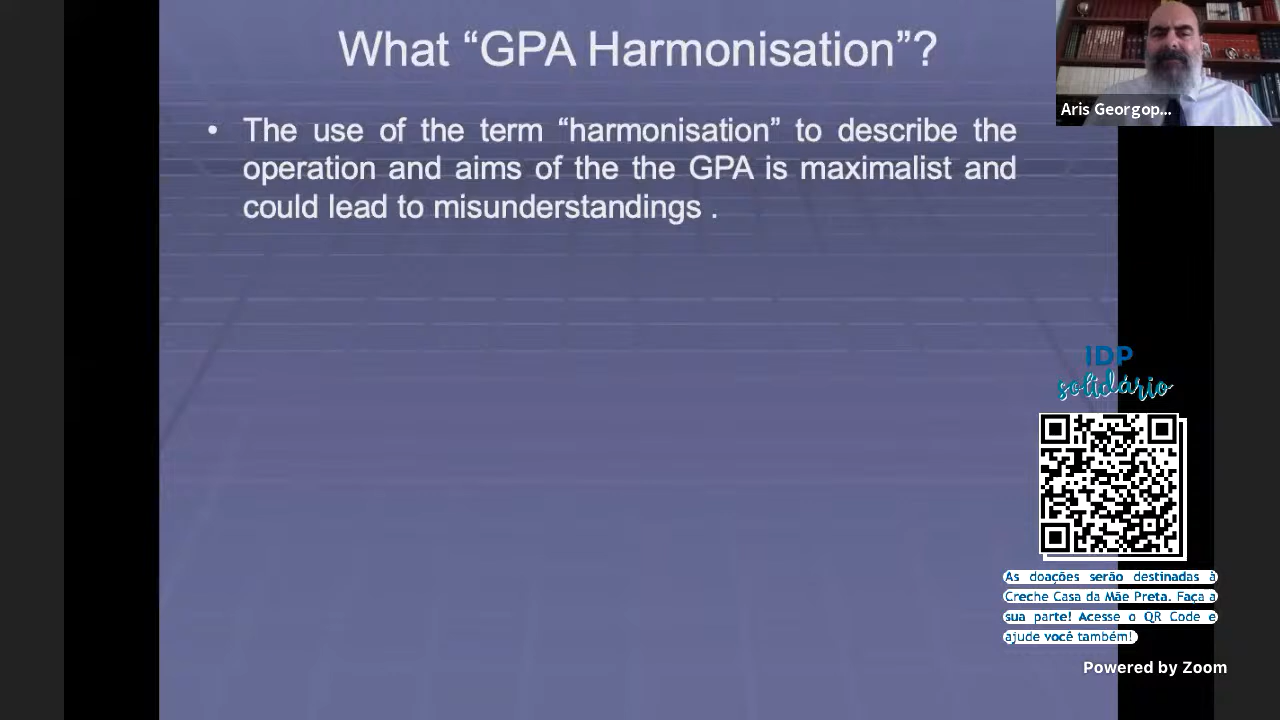 What “GPA Harmonisation”?
• The use of the term “harmonisation” to describe the
operation and aims of the the GPA is maximalist and
could lead to misunderstandings .
Aris Georgop...
IDP
solidário
As doações serão destinadas à
Creche Casa da Mãe Preta. Faça a
sua parte! Acesse o QR Code e
ajude você também!
Powered by Zoom